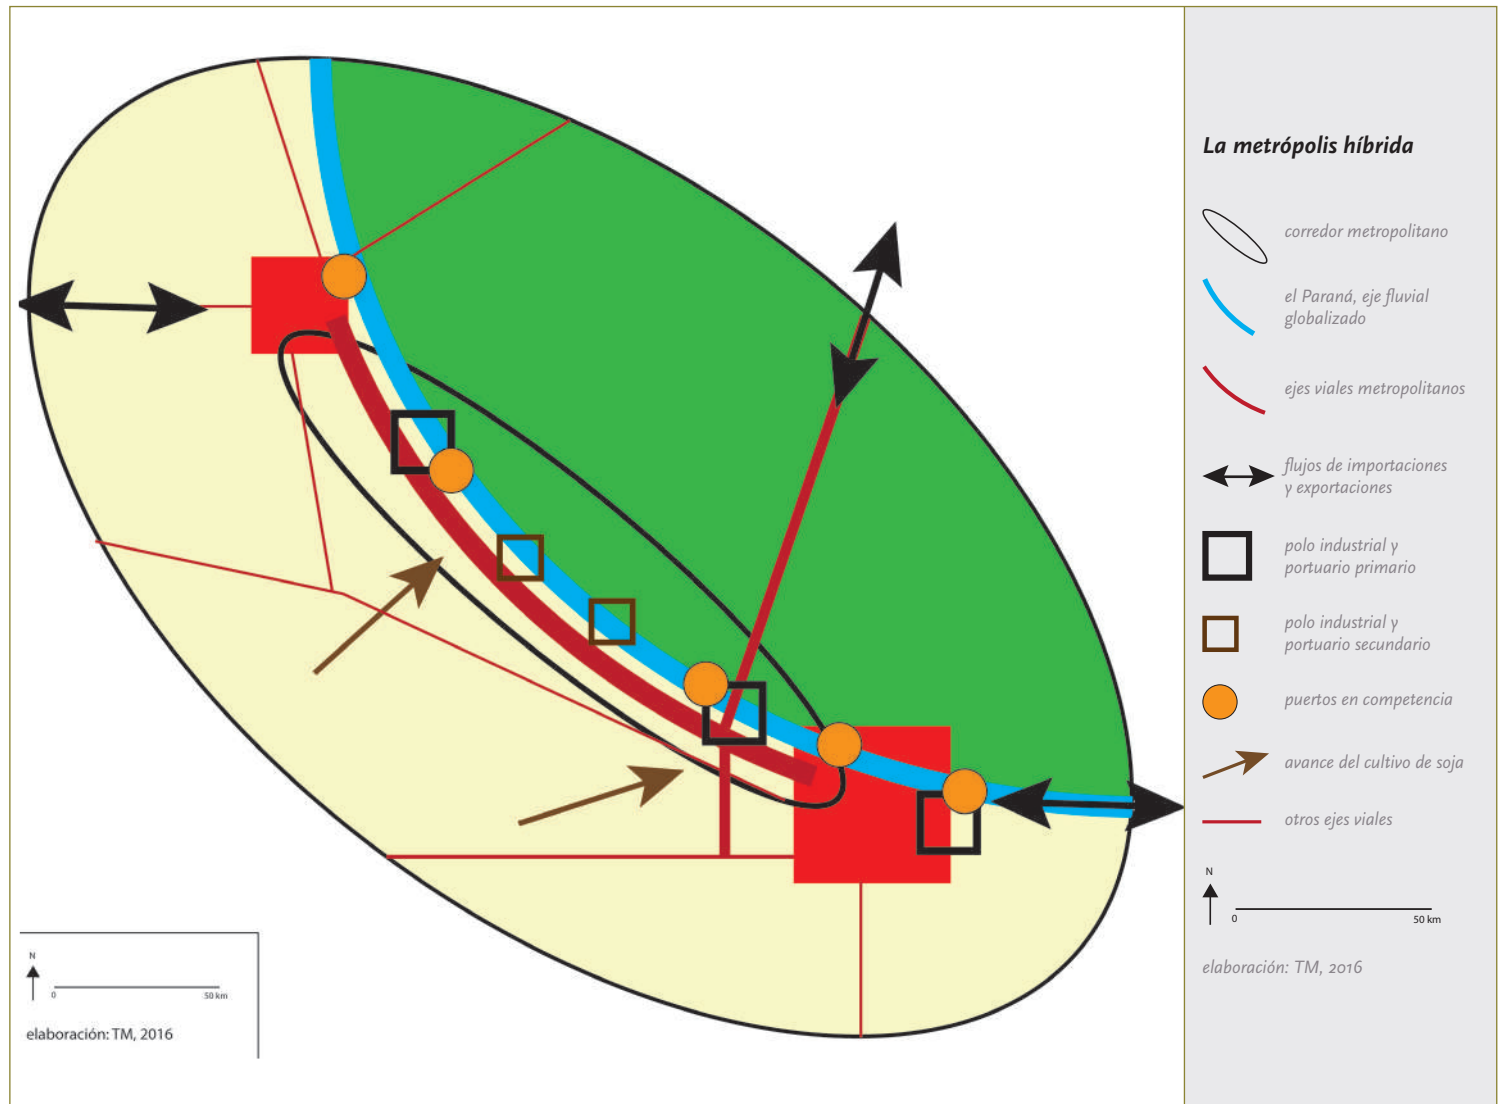 La metrópolis híbrida
corredor metropolitano
el Paraná, eje fluvial
globalizado
ejes viales metropolitanos
flujos de importaciones
y exportaciones
polo industrial y
portuario primario
polo industrial y
portuario secundario
puertos en competencia
avance del cultivo de soja
otros ejes viales
N
0 50 km
elaboración: TM, 2016
N
0 50 km
elaboración: TM, 2016